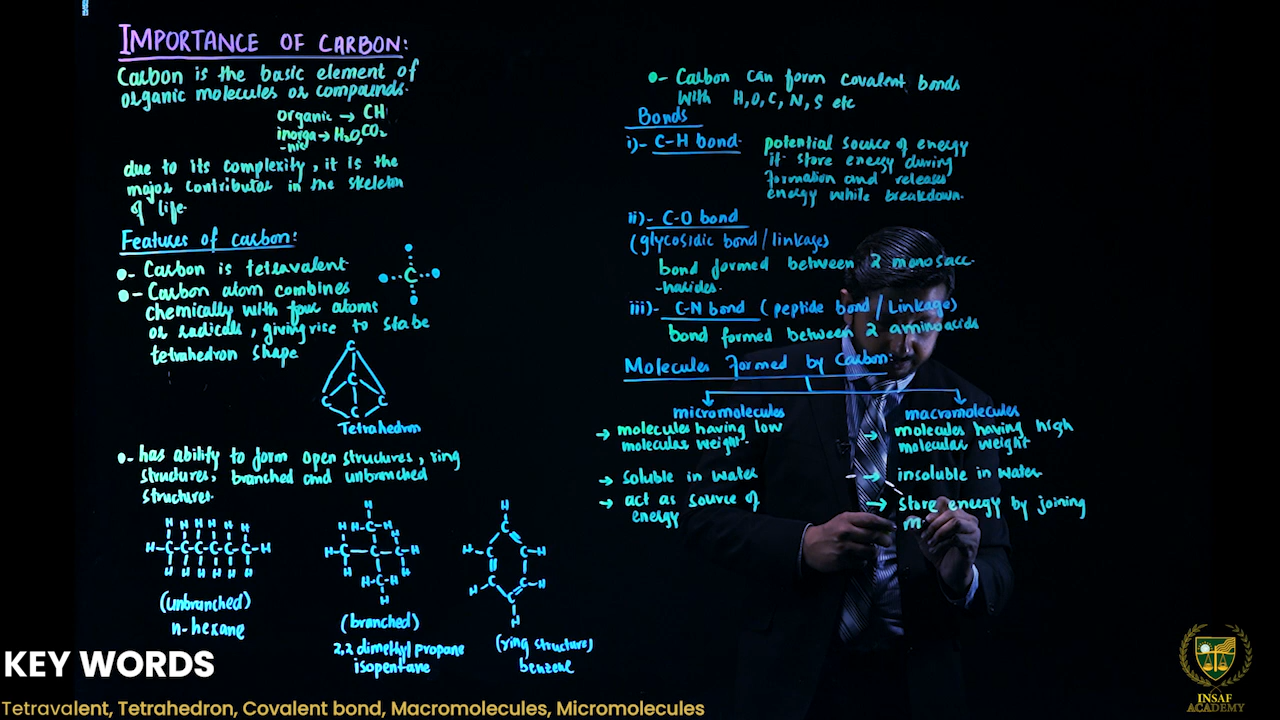 IMPORTANCE OF CARBON:
Carbon is the basic element of
organic molecules or compounds.
organic → CH
inorga → H2O, CO2
-nic
due to its complexity, it is the
major contributor in the skeleton
of life.
Features of carbon:
- Carbon is tetravalent.
- Carbon atom combines
chemically with four atoms
or radicals, giving rise to stabe
tetrahedron shape
C
C
C
C
C
C
Tetrahedron
- has ability to form open structures, ring
structures, branched and unbranched
structures.
H H H H H H
H-C-C-C-C-C-C-H
H H H H H H
(unbranched)
n-hexane
H
H H-C-H H
H-C-C-C-H
H H-C-H H
H
(branched)
2,2 dimethyl propane
isopentane
H
C
H-C C-H
H-C C-H
C
H
(ring structure)
benzene
- Carbon can form covalent bonds
with H, O, C, N, S etc
Bonds
i)- C-H bond.
potential source of energy
it store energy during
formation and releases
energy while breakdown.
ii)- C-O bond
(glycosidic bond/linkage)
bond formed between 2 monosacc-
-harides.
iii)- C-N bond (peptide bond/Linkage)
bond formed between 2 aminoacids
Molecules Formed by Carbon:
micromolecules
→ molecules having low
molecular weight.
→ soluble in water
→ act as source of
energy
macromolecules
→ molecules having high
molecular weight
→ insoluble in water
→ store energy by joining
m
KEY WORDS
Tetravalent, Tetrahedron, Covalent bond, Macromolecules, Micromolecules
INSAF
ACADEMY